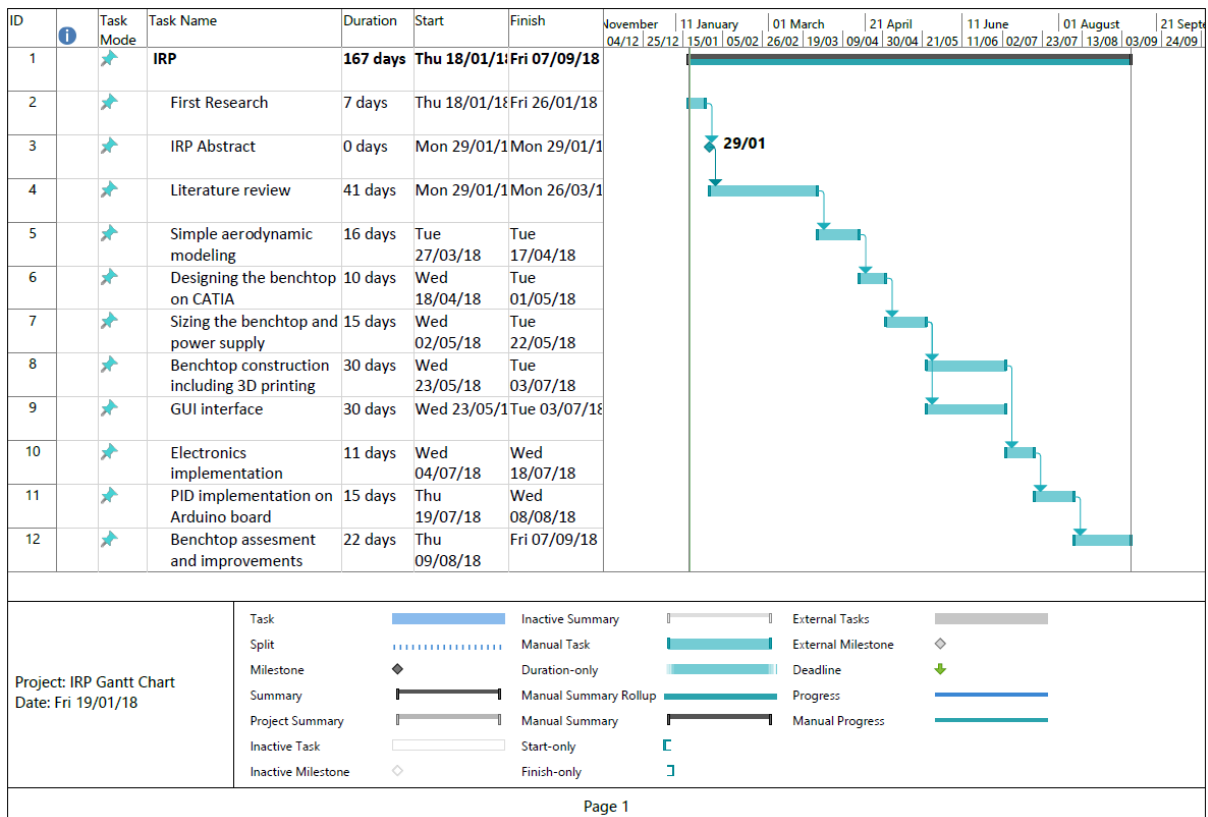 ID Task Mode Task Name Duration Start Finish
November 11 January 01 March 21 April 11 June 01 August 21 Septe
04/12 25/12 15/01 05/02 26/02 19/03 09/04 30/04 21/05 11/06 02/07 23/07 13/08 03/09 24/09
1 IRP 167 days Thu 18/01/18 Fri 07/09/18
2 First Research 7 days Thu 18/01/18 Fri 26/01/18
3 IRP Abstract 0 days Mon 29/01/1 Mon 29/01/1
29/01
4 Literature review 41 days Mon 29/01/1 Mon 26/03/1
5 Simple aerodynamic 16 days Tue Tue
modeling 27/03/18 17/04/18
6 Designing the benchtop 10 days Wed Tue
on CATIA 18/04/18 01/05/18
7 Sizing the benchtop and 15 days Wed Tue
power supply 02/05/18 22/05/18
8 Benchtop construction 30 days Wed Tue
including 3D printing 23/05/18 03/07/18
9 GUI interface 30 days Wed 23/05/1 Tue 03/07/18
10 Electronics 11 days Wed Wed
implementation 04/07/18 18/07/18
11 PID implementation on 15 days Thu Wed
Arduino board 19/07/18 08/08/18
12 Benchtop assesment 22 days Thu Fri 07/09/18
and improvements 09/08/18
Project: IRP Gantt Chart
Date: Fri 19/01/18
Task Inactive Summary External Tasks
Split Manual Task External Milestone
Milestone Duration-only Deadline
Summary Manual Summary Rollup Progress
Project Summary Manual Summary Manual Progress
Inactive Task Start-only
Inactive Milestone Finish-only
Page 1